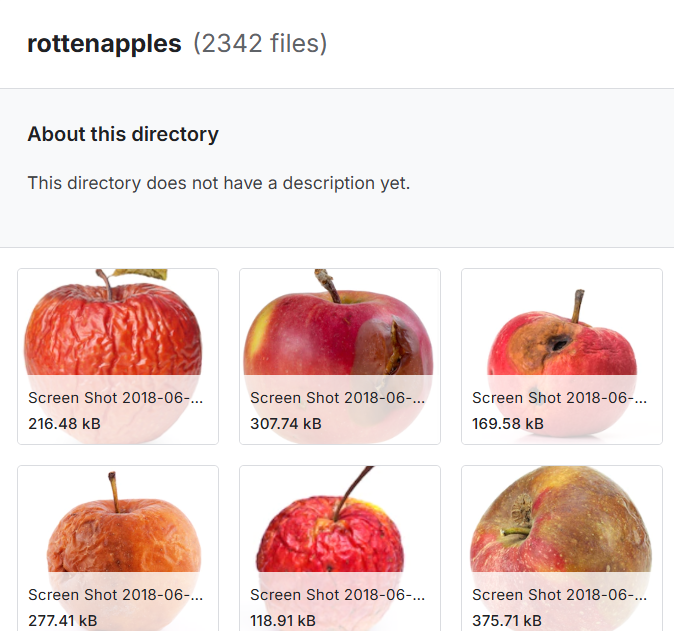 rottenapples (2342 files)
About this directory
This directory does not have a description yet.
Screen Shot 2018-06-...
216.48 kB
Screen Shot 2018-06-...
307.74 kB
Screen Shot 2018-06-...
169.58 kB
Screen Shot 2018-06-...
277.41 kB
Screen Shot 2018-06-...
118.91 kB
Screen Shot 2018-06-...
375.71 kB